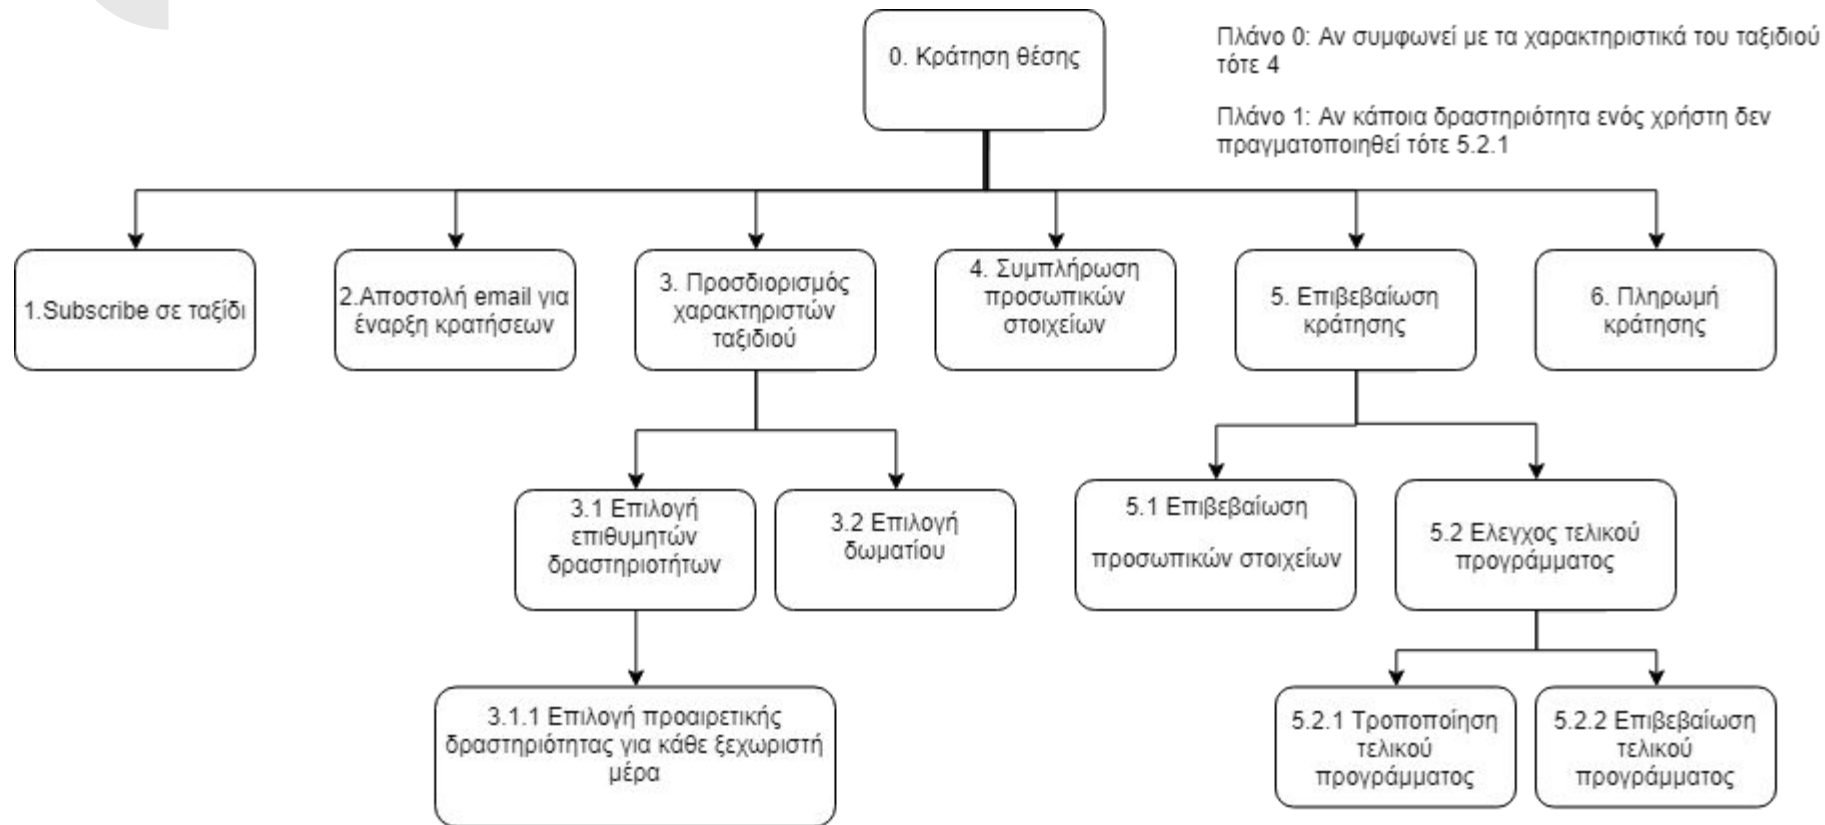 0. Κράτηση θέσης
Πλάνο 0: Αν συμφωνεί με τα χαρακτηριστικά του ταξιδιού
τότε 4
Πλάνο 1: Αν κάποια δραστηριότητα ενός χρήστη δεν
πραγματοποιηθεί τότε 5.2.1
1.Subscribe σε ταξίδι
2.Αποστολή email για
έναρξη κρατήσεων
3. Προσδιορισμός
χαρακτηριστών
ταξιδιού
4. Συμπλήρωση
προσωπικών
στοιχείων
5. Επιβεβαίωση
κράτησης
6. Πληρωμή
κράτησης
3.1 Επιλογή
επιθυμητών
δραστηριοτήτων
3.2 Επιλογή
δωματίου
5.1 Επιβεβαίωση
προσωπικών στοιχείων
5.2 Ελεγχος τελικού
προγράμματος
3.1.1 Επιλογή προαιρετικής
δραστηριότητας για κάθε ξεχωριστή
μέρα
5.2.1 Τροποποίηση
τελικού
προγράμματος
5.2.2 Επιβεβαίωση
τελικού
προγράμματος